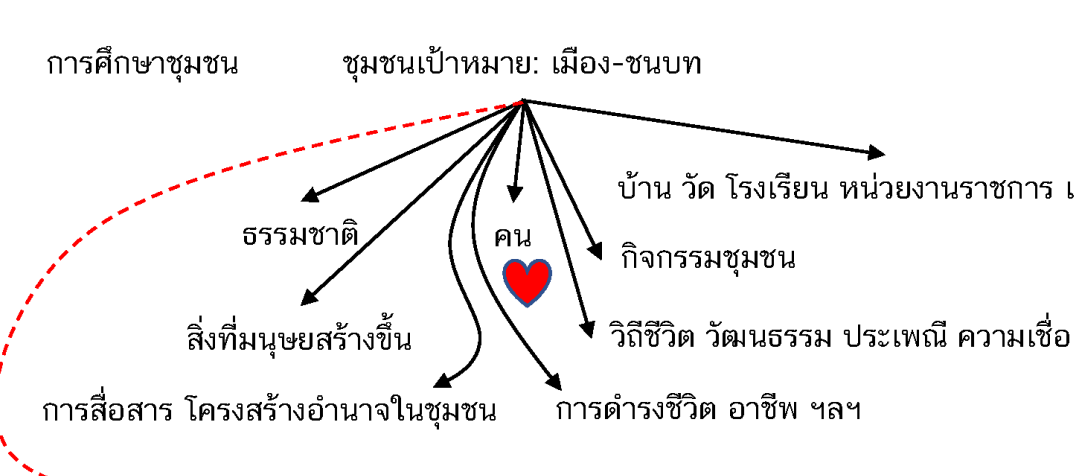 การศึกษาชุมชน ชุมชนเป้าหมาย: เมือง-ชนบท
บ้าน วัด โรงเรียน หน่วยงานราชการ
ธรรมชาติ
คน
กิจกรรมชุมชน
สิ่งที่มนุษยสร้างขึ้น
วิถีชีวิต วัฒนธรรม ประเพณี ความเชื่อ
การสื่อสาร โครงสร้างอำนาจในชุมชน
การดำรงชีวิต อาชีพ ฯลฯ